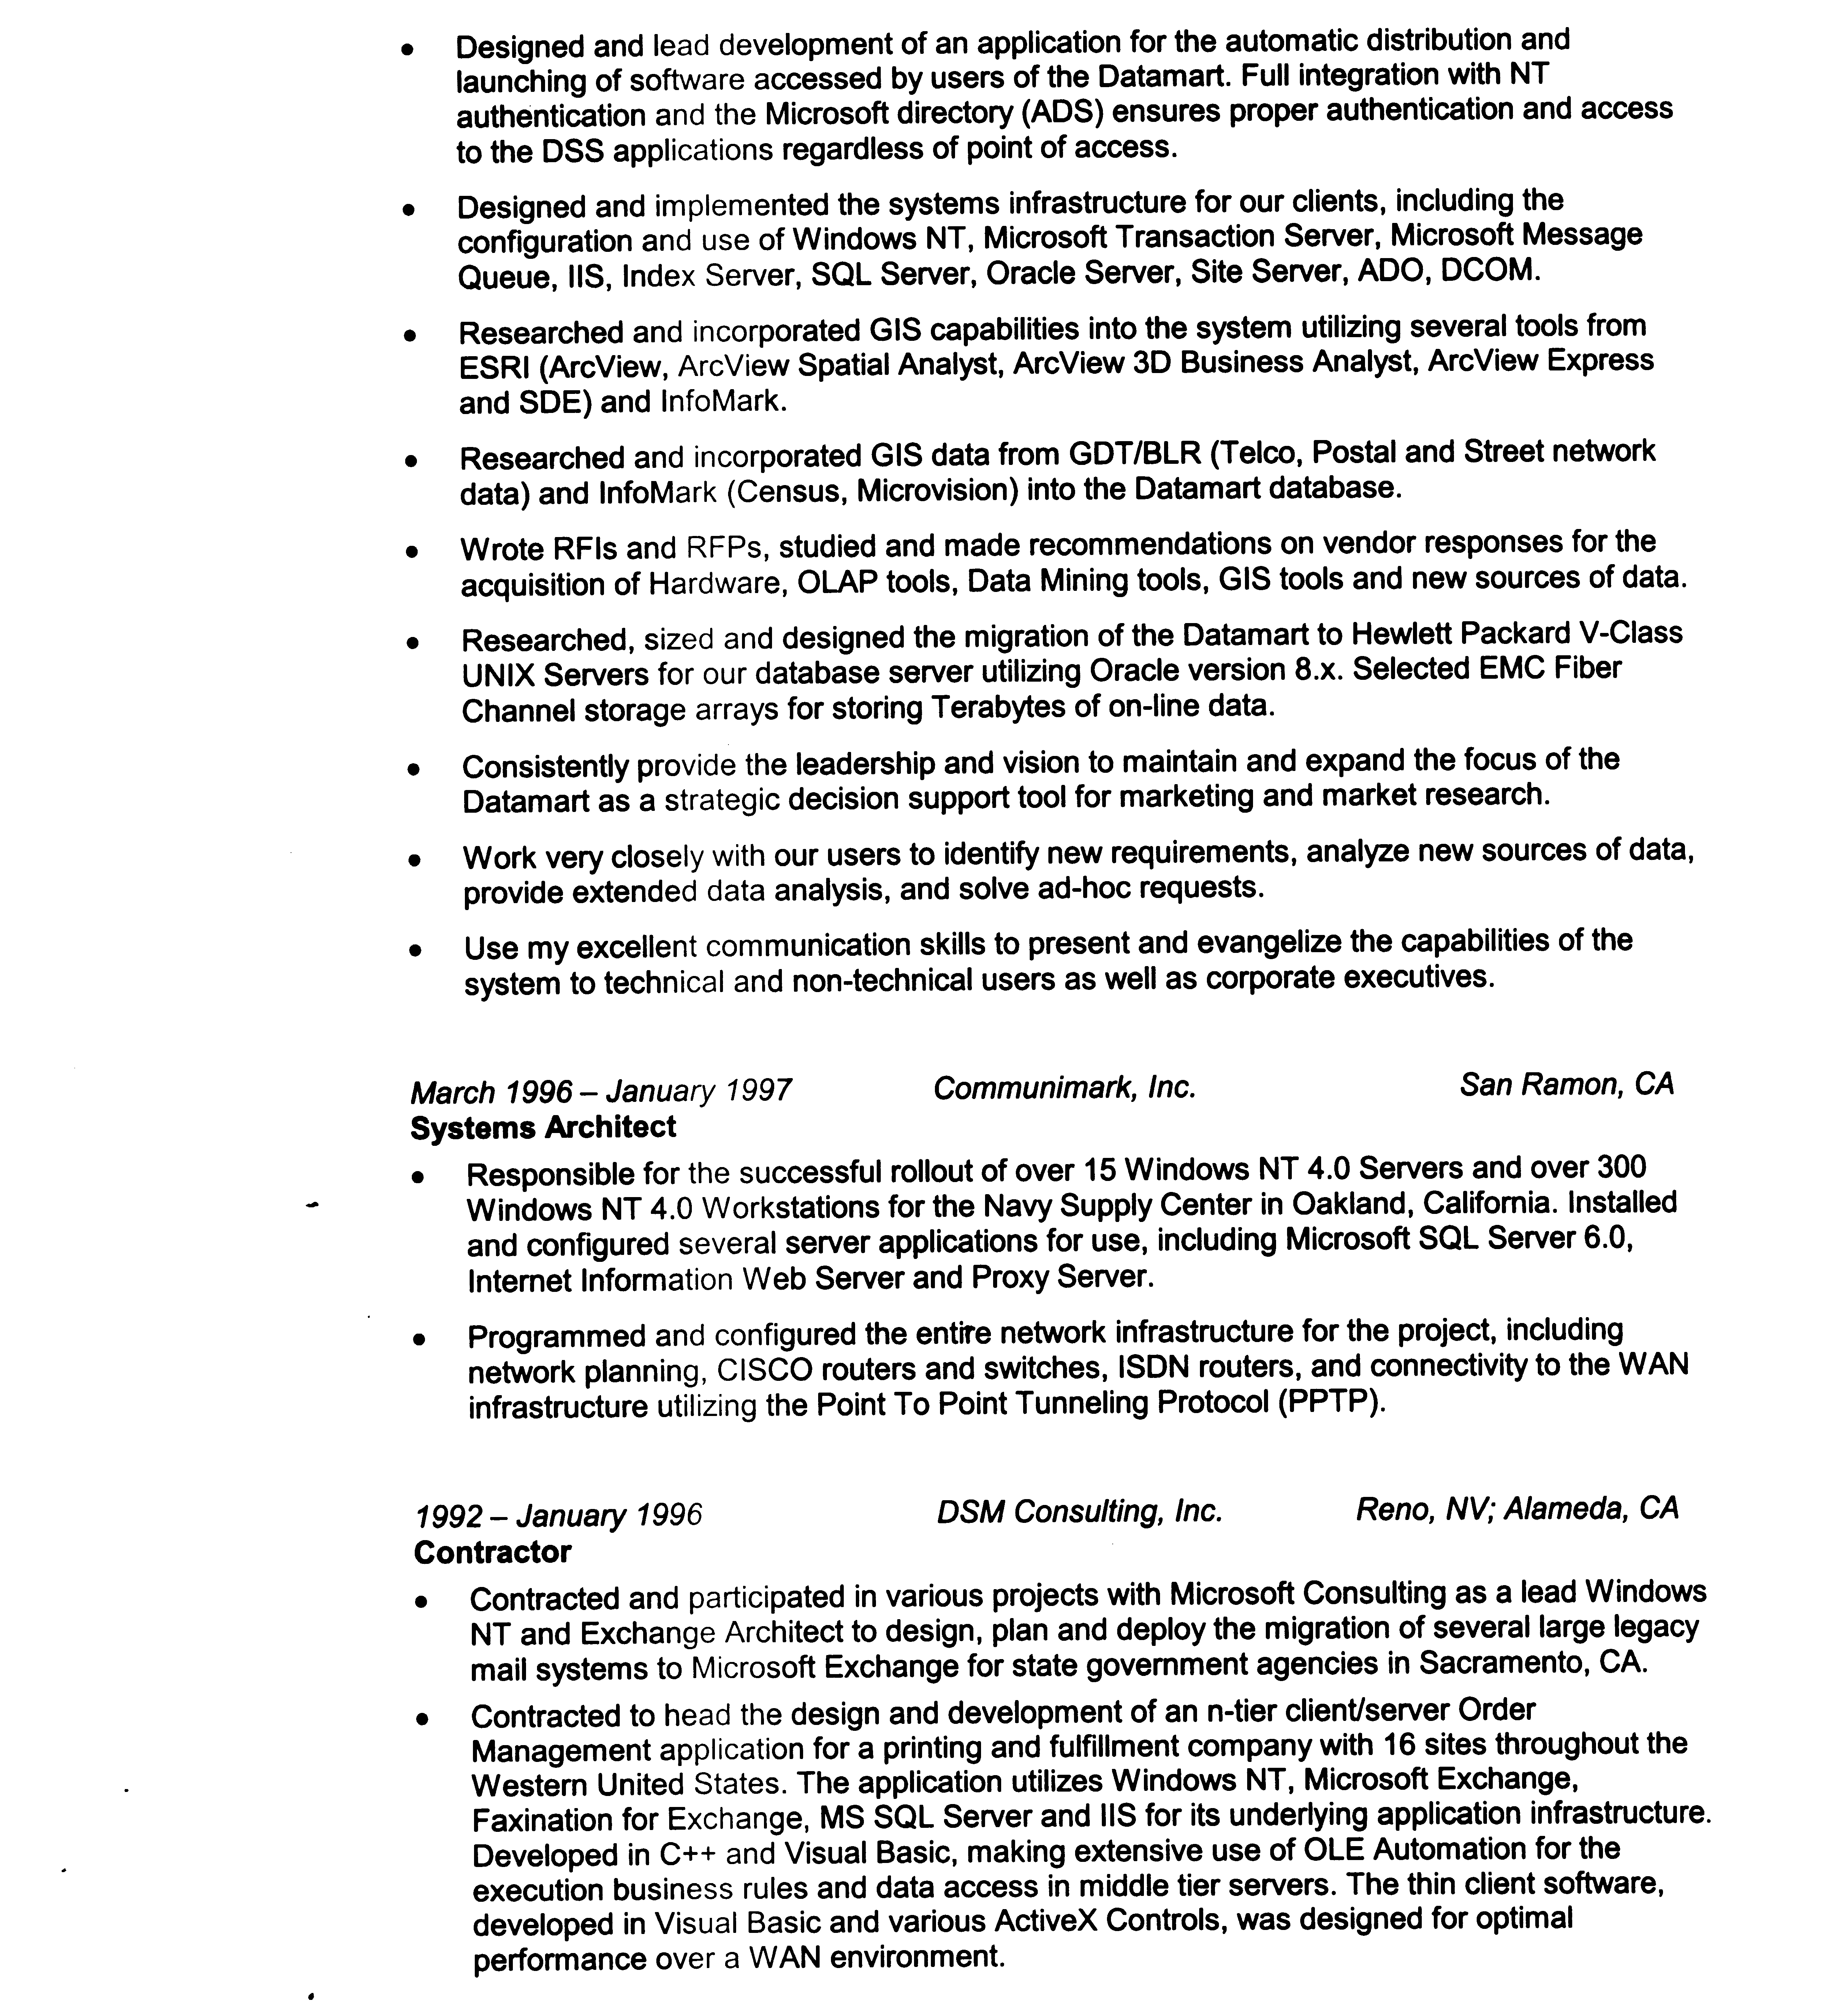 • Designed and lead development of an application for the automatic distribution and
launching of software accessed by users of the Datamart. Full integration with NT
authentication and the Microsoft directory (ADS) ensures proper authentication and access
to the DSS applications regardless of point of access.
• Designed and implemented the systems infrastructure for our clients, including the
configuration and use of Windows NT, Microsoft Transaction Server, Microsoft Message
Queue, IIS, Index Server, SQL Server, Oracle Server, Site Server, ADO, DCOM.
• Researched and incorporated GIS capabilities into the system utilizing several tools from
ESRI (ArcView, ArcView Spatial Analyst, ArcView 3D Business Analyst, ArcView Express
and SDE) and InfoMark.
• Researched and incorporated GIS data from GDT/BLR (Telco, Postal and Street network
data) and InfoMark (Census, Microvision) into the Datamart database.
• Wrote RFIs and RFPs, studied and made recommendations on vendor responses for the
acquisition of Hardware, OLAP tools, Data Mining tools, GIS tools and new sources of data.
• Researched, sized and designed the migration of the Datamart to Hewlett Packard V-Class
UNIX Servers for our database server utilizing Oracle version 8.x. Selected EMC Fiber
Channel storage arrays for storing Terabytes of on-line data.
• Consistently provide the leadership and vision to maintain and expand the focus of the
Datamart as a strategic decision support tool for marketing and market research.
• Work very closely with our users to identify new requirements, analyze new sources of data,
provide extended data analysis, and solve ad-hoc requests.
• Use my excellent communication skills to present and evangelize the capabilities of the
system to technical and non-technical users as well as corporate executives.
March 1996 – January 1997 Communimark, Inc. San Ramon, CA
Systems Architect
• Responsible for the successful rollout of over 15 Windows NT 4.0 Servers and over 300
Windows NT 4.0 Workstations for the Navy Supply Center in Oakland, California. Installed
and configured several server applications for use, including Microsoft SQL Server 6.0,
Internet Information Web Server and Proxy Server.
• Programmed and configured the entire network infrastructure for the project, including
network planning, CISCO routers and switches, ISDN routers, and connectivity to the WAN
infrastructure utilizing the Point To Point Tunneling Protocol (PPTP).
1992 – January 1996 DSM Consulting, Inc. Reno, NV; Alameda, CA
Contractor
• Contracted and participated in various projects with Microsoft Consulting as a lead Windows
NT and Exchange Architect to design, plan and deploy the migration of several large legacy
mail systems to Microsoft Exchange for state government agencies in Sacramento, CA.
• Contracted to head the design and development of an n-tier client/server Order
Management application for a printing and fulfillment company with 16 sites throughout the
Western United States. The application utilizes Windows NT, Microsoft Exchange,
Faxination for Exchange, MS SQL Server and IIS for its underlying application infrastructure.
Developed in C++ and Visual Basic, making extensive use of OLE Automation for the
execution business rules and data access in middle tier servers. The thin client software,
developed in Visual Basic and various ActiveX Controls, was designed for optimal
performance over a WAN environment.